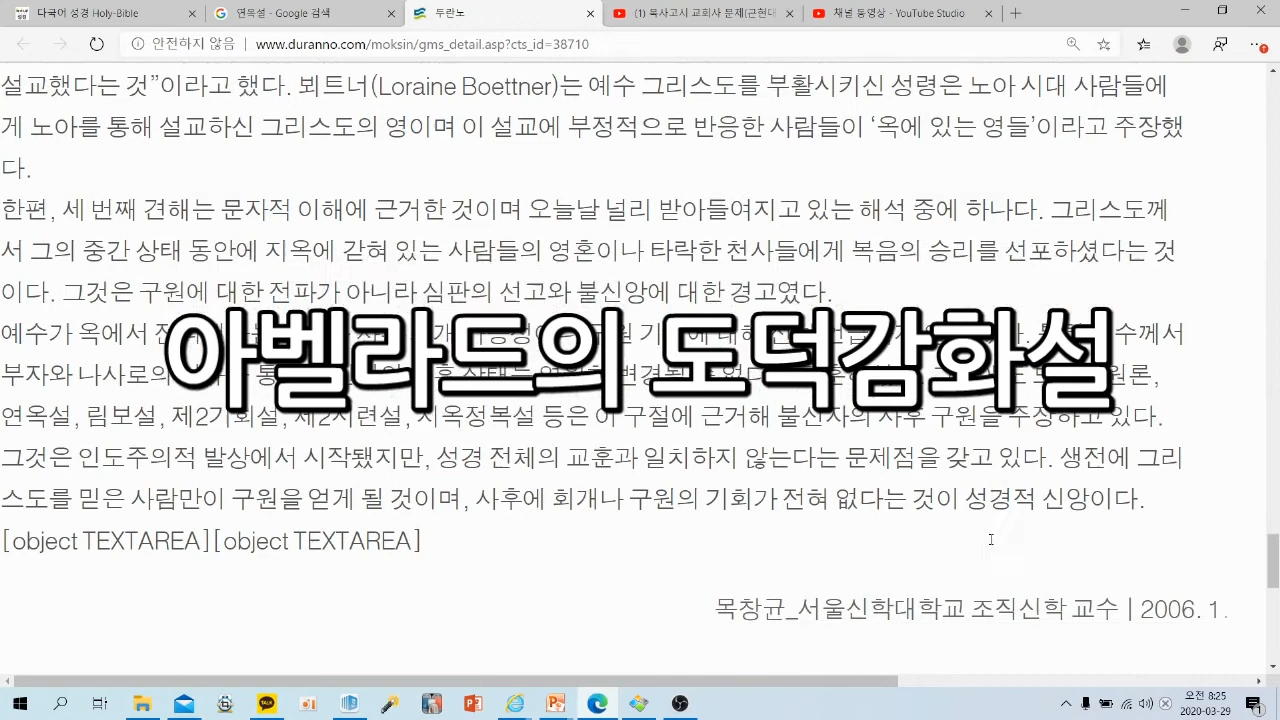 다국어 성경 Holy-Bible
연옥설 - Google 검색
두란노
(1) 목사고시 교회사 문제(근현대
채널 동영상 - YouTube Studio
안전하지 않음 | www.duranno.com/moksin/gms_detail.asp?cts_id=38710
설교했다는 것”이라고 했다. 뵈트너(Loraine Boettner)는 예수 그리스도를 부활시키신 성령은 노아 시대 사람들에
게 노아를 통해 설교하신 그리스도의 영이며 이 설교에 부정적으로 반응한 사람들이 ‘옥에 있는 영들’이라고 주장했
다.
한편, 세 번째 견해는 문자적 이해에 근거한 것이며 오늘날 널리 받아들여지고 있는 해석 중에 하나다. 그리스도께
서 그의 중간 상태 동안에 지옥에 갇혀 있는 사람들의 영혼이나 타락한 천사들에게 복음의 승리를 선포하셨다는 것
이다. 그것은 구원에 대한 전파가 아니라 심판의 선고와 불신앙에 대한 경고였다.
예수가 옥에서
아벨라드의 도덕감화설
부자와 나사로의
연옥설, 림보설, 제2기회설, 제2시련설, 지옥정복설 등은 이 구절에 근거해 불신자의 사후 구원을 주장하고 있다.
그것은 인도주의적 발상에서 시작됐지만, 성경 전체의 교훈과 일치하지 않는다는 문제점을 갖고 있다. 생전에 그리
스도를 믿은 사람만이 구원을 얻게 될 것이며, 사후에 회개나 구원의 기회가 전혀 없다는 것이 성경적 신앙이다.
[object TEXTAREA][object TEXTAREA]
목창균_서울신학대학교 조직신학 교수 | 2006. 1.
오전 8:25
2020-03-29